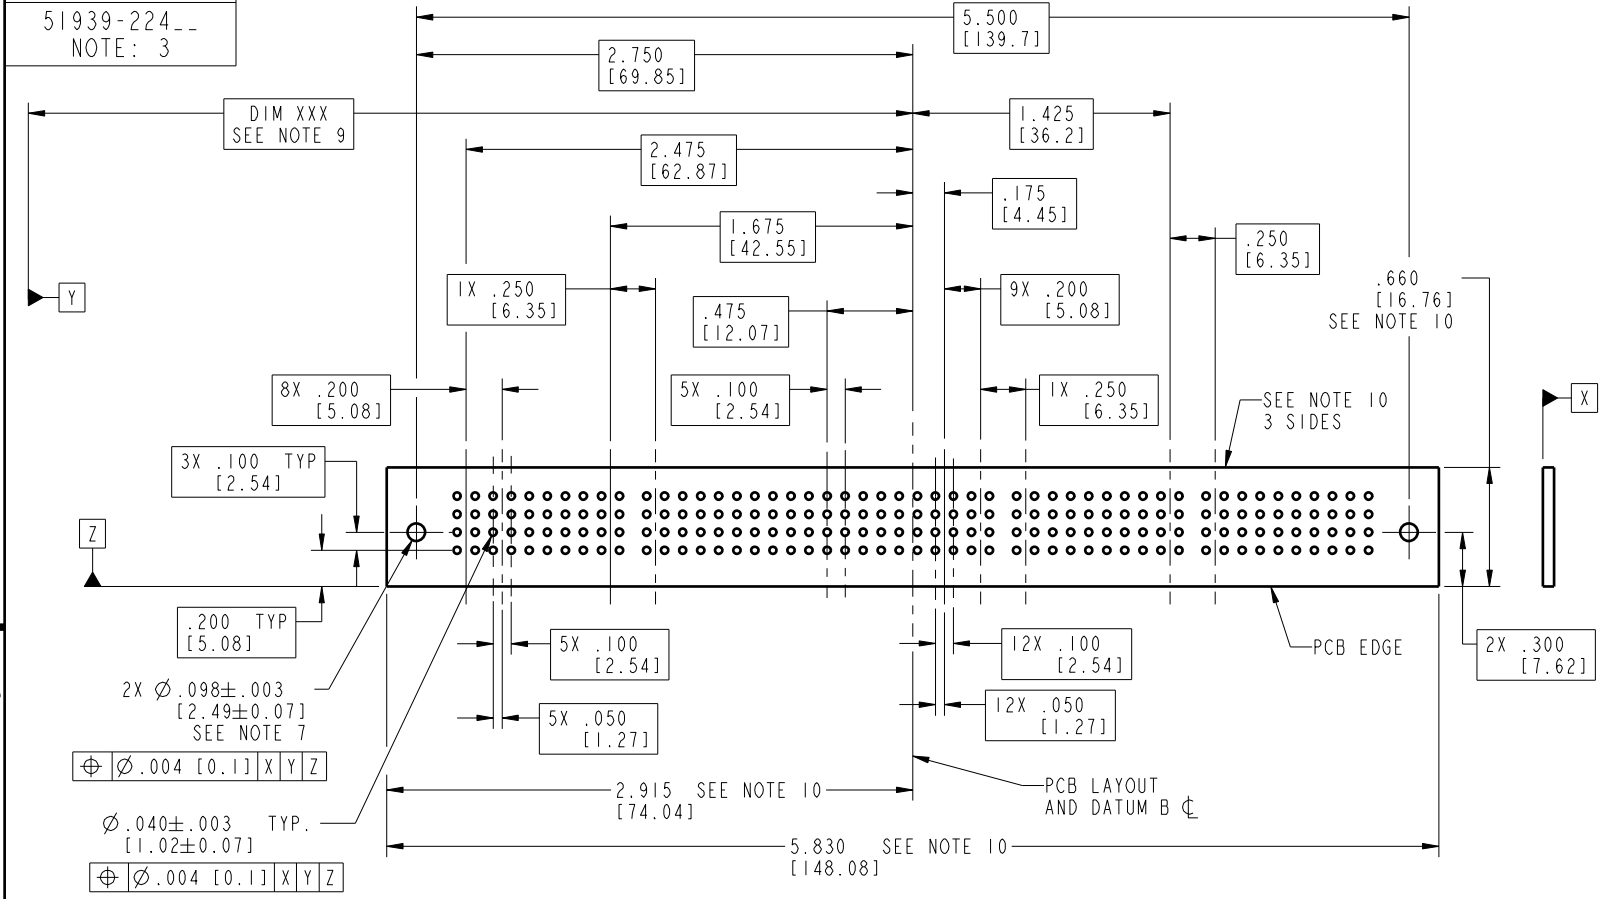 51939-224__
NOTE: 3
5.500
[139.7]
2.750
[69.85]
DIM XXX
SEE NOTE 9
1.425
[36.2]
2.475
[62.87]
.175
[4.45]
1.675
[42.55]
.250
[6.35]
1X .250
[6.35]
9X .200
[5.08]
.660
[16.76]
SEE NOTE 10
Y
.475
[12.07]
8X .200
[5.08]
5X .100
[2.54]
1X .250
[6.35]
SEE NOTE 10
3 SIDES
X
3X .100 TYP
[2.54]
Z
.200 TYP
[5.08]
5X .100
[2.54]
12X .100
[2.54]
PCB EDGE
2X .300
[7.62]
2X Ø.098±.003
[2.49±0.07]
SEE NOTE 7
5X .050
[1.27]
12X .050
[1.27]
⌖ Ø.004 [0.1] X Y Z
2.915 SEE NOTE 10
[74.04]
PCB LAYOUT
AND DATUM B ℄
Ø.040±.003 TYP.
[1.02±0.07]
5.830 SEE NOTE 10
[148.08]
⌖ Ø.004 [0.1] X Y Z